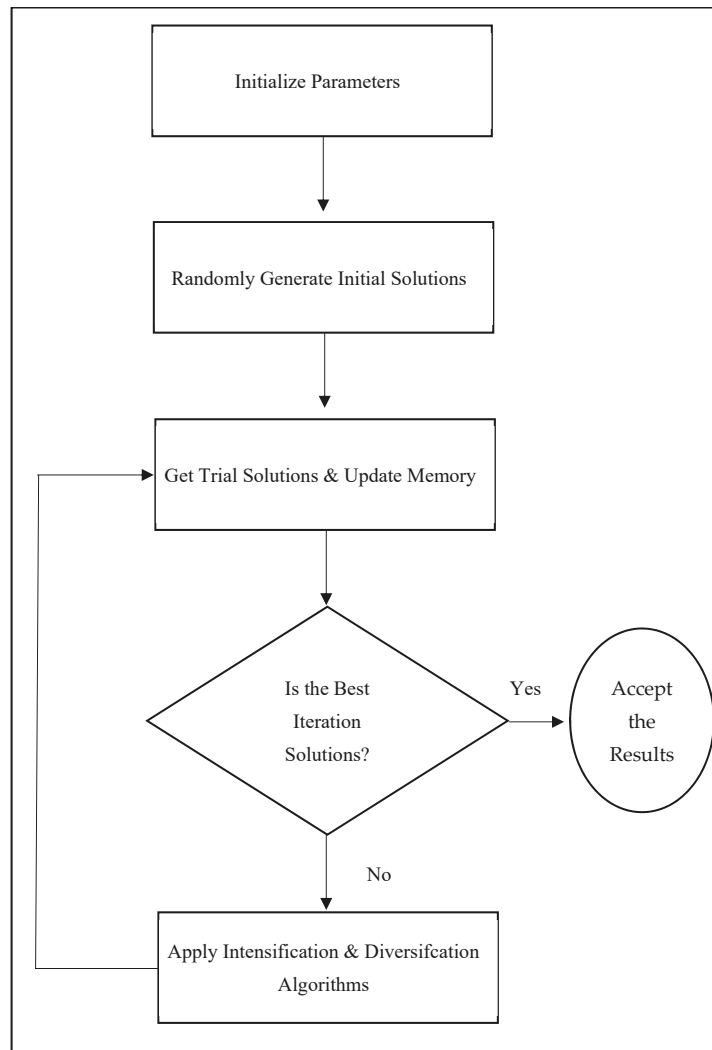 Initialize Parameters
Randomly Generate Initial Solutions
Get Trial Solutions & Update Memory
Is the Best
Iteration
Solutions?
Yes
Accept
the
Results
No
Apply Intensification & Diversifcation
Algorithms